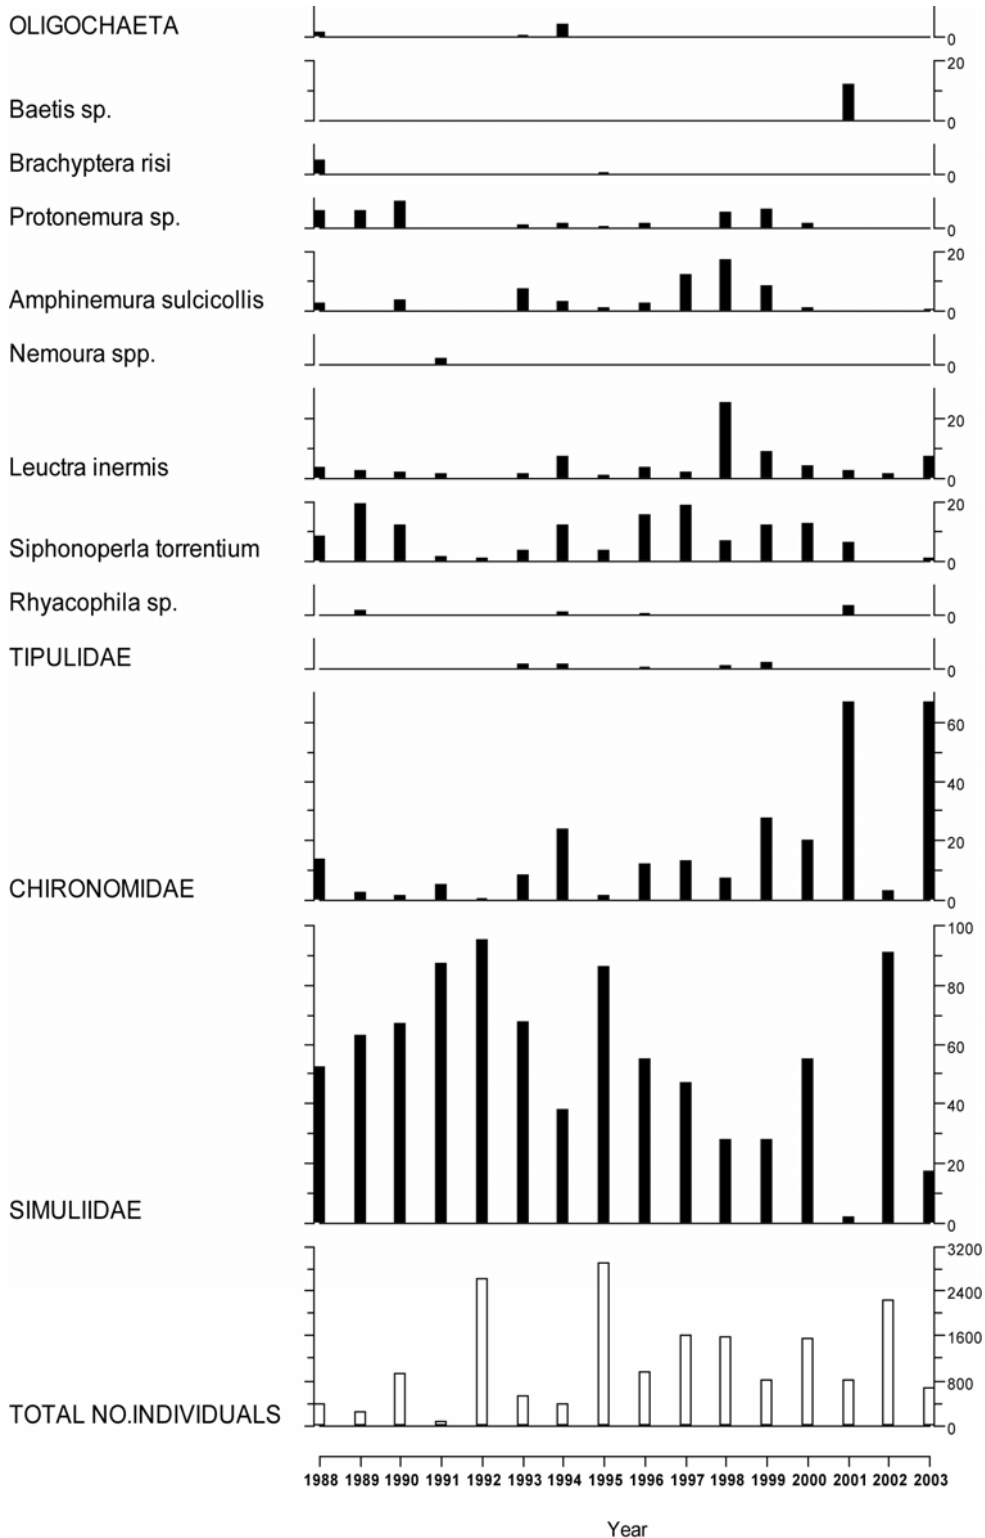 OLIGOCHAETA
0
20
Baetis sp.
0
Brachyptera risi
0
Protonemura sp.
0
20
Amphinemura sulcicollis
0
Nemoura spp.
0
20
Leuctra inermis
0
20
Siphonoperla torrentium
0
Rhyacophila sp.
0
TIPULIDAE
0
60
40
20
CHIRONOMIDAE
0
100
80
60
40
20
SIMULIIDAE
0
3200
2400
1600
800
TOTAL NO.INDIVIDUALS
0
1988 1989 1990 1991 1992 1993 1994 1995 1996 1997 1998 1999 2000 2001 2002 2003
Year